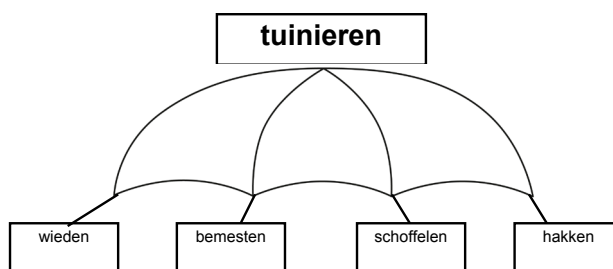 tuinieren
wieden
bemesten
schoffelen
hakken